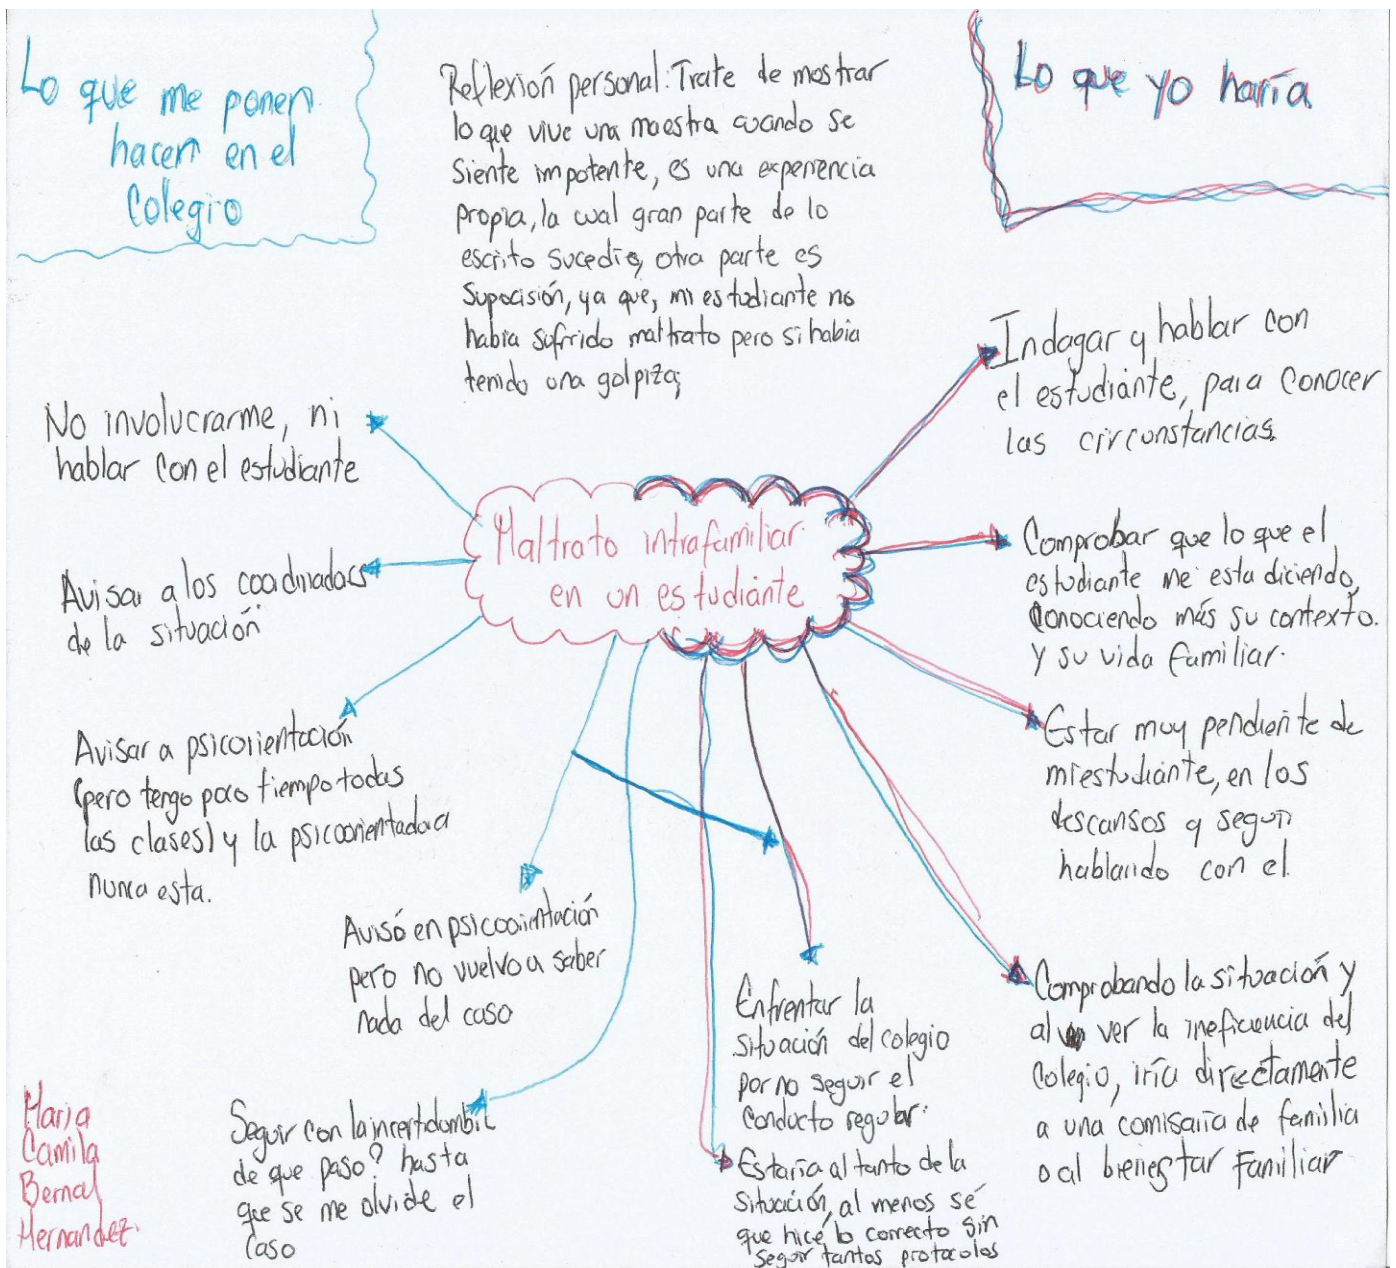 Lo que me ponen
hacer en el
Colegio
Reflexión personal: Trate de mostrar
lo que vive una maestra cuando se
siente impotente, es una experiencia
propia, la cual gran parte de lo
escrito sucedio, otra parte es
Suposisión, ya que, mi estudiante no
habia sufrido maltrato pero si habia
tenido una golpiza;
Lo que yo haría
No involucrarme, ni
hablar con el estudiante
Avisar a los coordinadores
de la situación
Avisar a psicorientación
(pero tengo poco tiempo todas
las clases) y la psicoorientadora
nunca esta.
Avisó en psicoorientación
pero no vuelvo a saber
nada del caso
Seguir con la incertidumbre
de que paso? hasta
que se me olvide el
Caso
Maltrato intrafamiliar
en un estudiante
Indagar y hablar con
el estudiante, para conocer
las circunstancias.
Comprobar que lo que el
estudiante me esta diciendo,
Conociendo más su contexto.
y su vida familiar.
Estar muy pendiente de
mi estudiante, en los
descansos y seguir
hablando con el.
Comprobando la situación y
al ver la ineficiencia del
Colegio, iría directamente
a una comisaría de familia
o al bienestar Familiar
Enfrentar la
situación del colegio
por no seguir el
Conducto regular.
Estaría al tanto de la
Situación, al menos sé
que hice lo correcto sin
seguir tantos protocolos
Maria
Camila
Bernal
Hernandez.